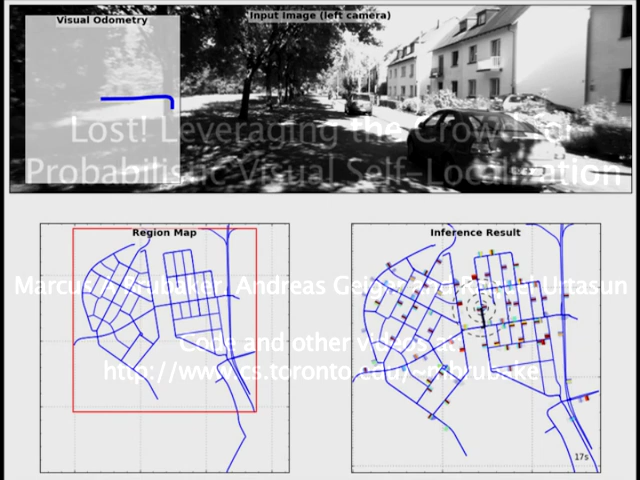 Visual Odometry
Input Image (left camera)
Lost! Leveraging the Crowd for
Probabilistic Visual Self-Localization
Region Map
Inference Result
Marcus A. Brubaker, Andreas Geiger and Raquel Urtasun
Code and other videos at
http://www.cs.toronto.edu/~mbrubake
17s